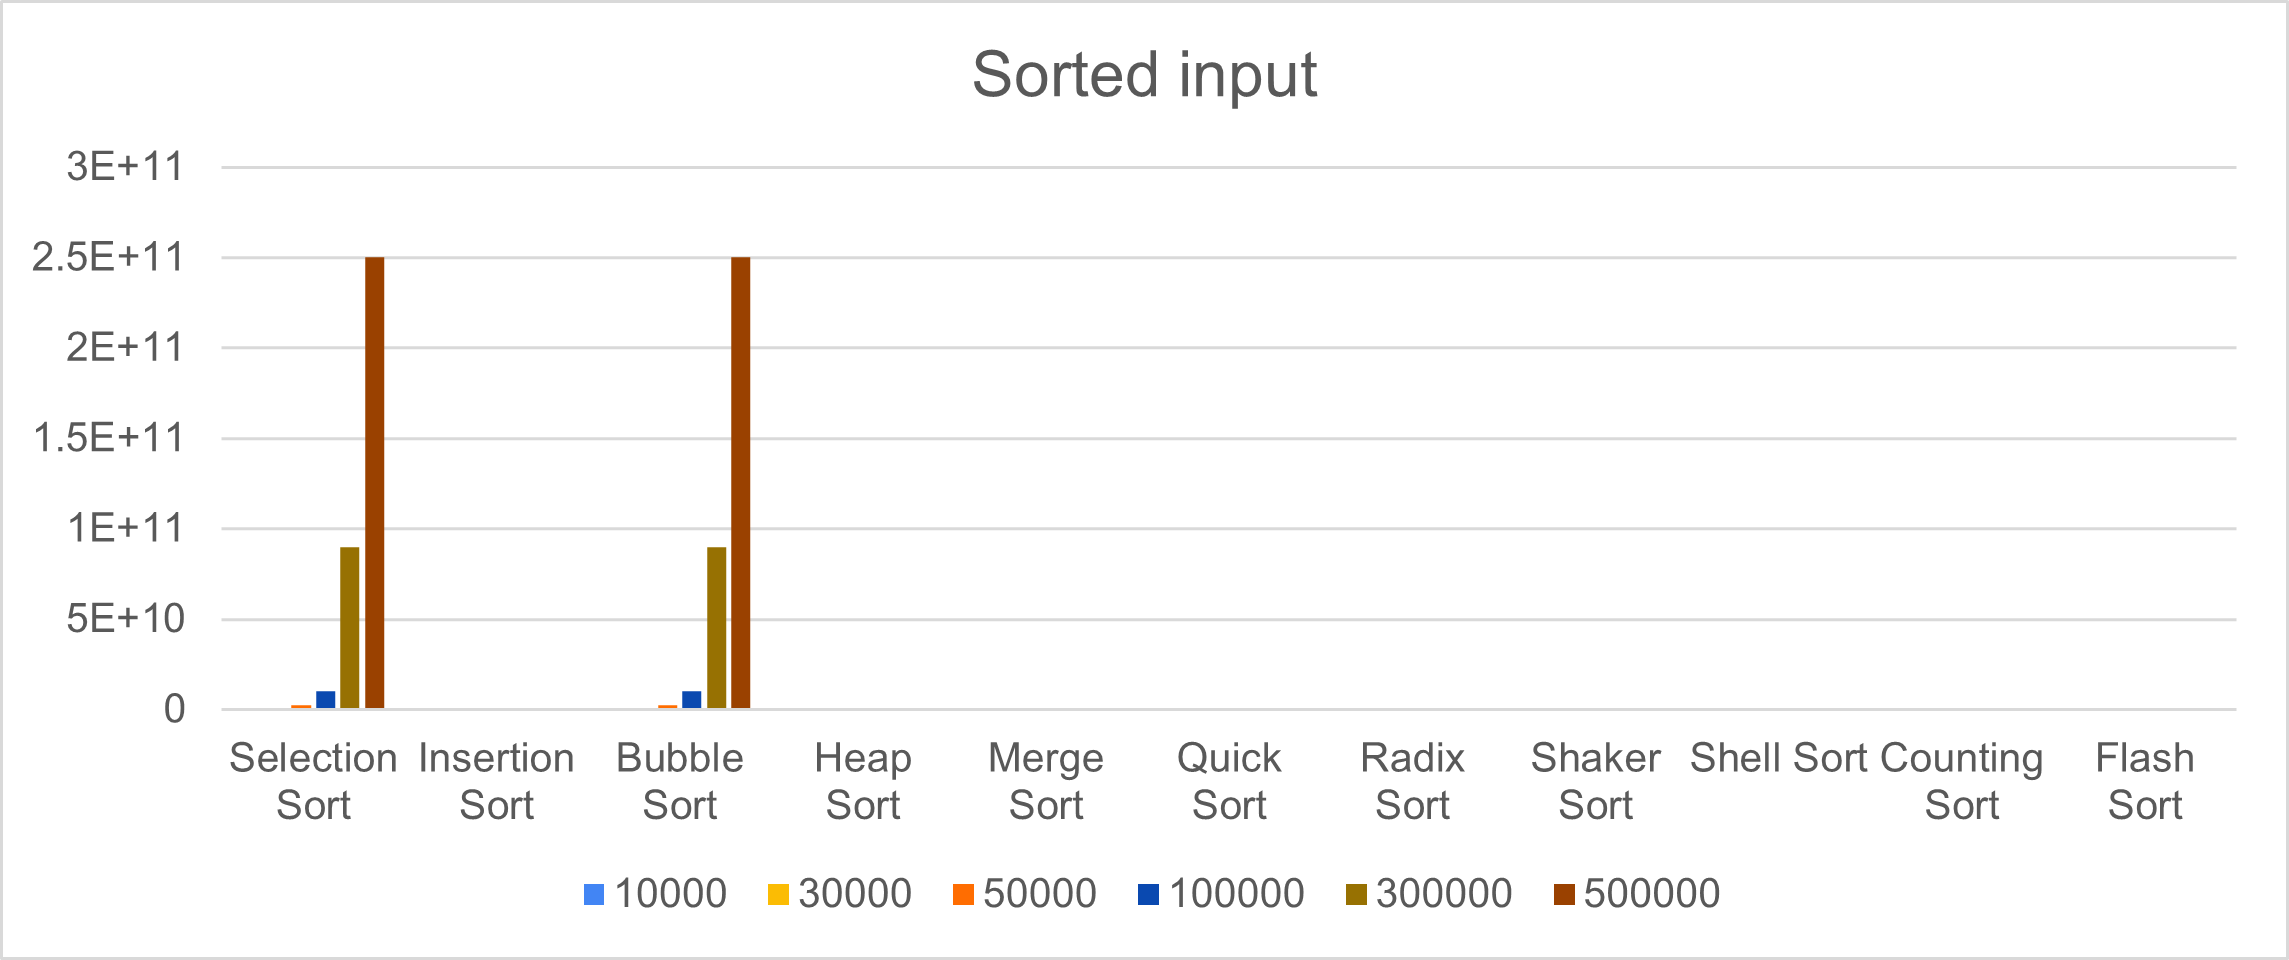 Sorted input
3E+11
2.5E+11
2E+11
1.5E+11
1E+11
5E+10
0
Selection Insertion Bubble Heap Merge Quick Radix Shaker Shell Sort Counting Flash
Sort Sort Sort Sort Sort Sort Sort Sort Sort Sort
10000 30000 50000 100000 300000 500000